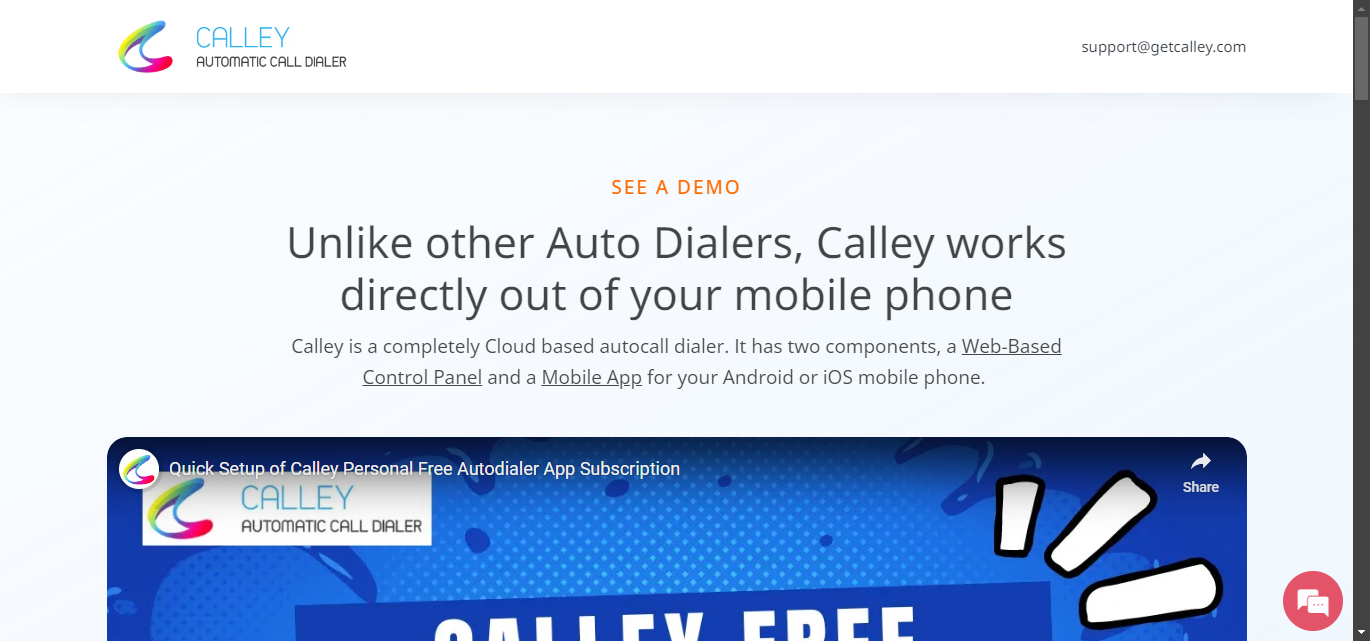 CALLEY
AUTOMATIC CALL DIALER
support@getcalley.com
SEE A DEMO
Unlike other Auto Dialers, Calley works
directly out of your mobile phone
Calley is a completely Cloud based autocall dialer. It has two components, a Web-Based
Control Panel and a Mobile App for your Android or iOS mobile phone.
Quick Setup of Calley Personal Free Autodialer App Subscription
Share
CALLEY
AUTOMATIC CALL DIALER
CALLEY FREE